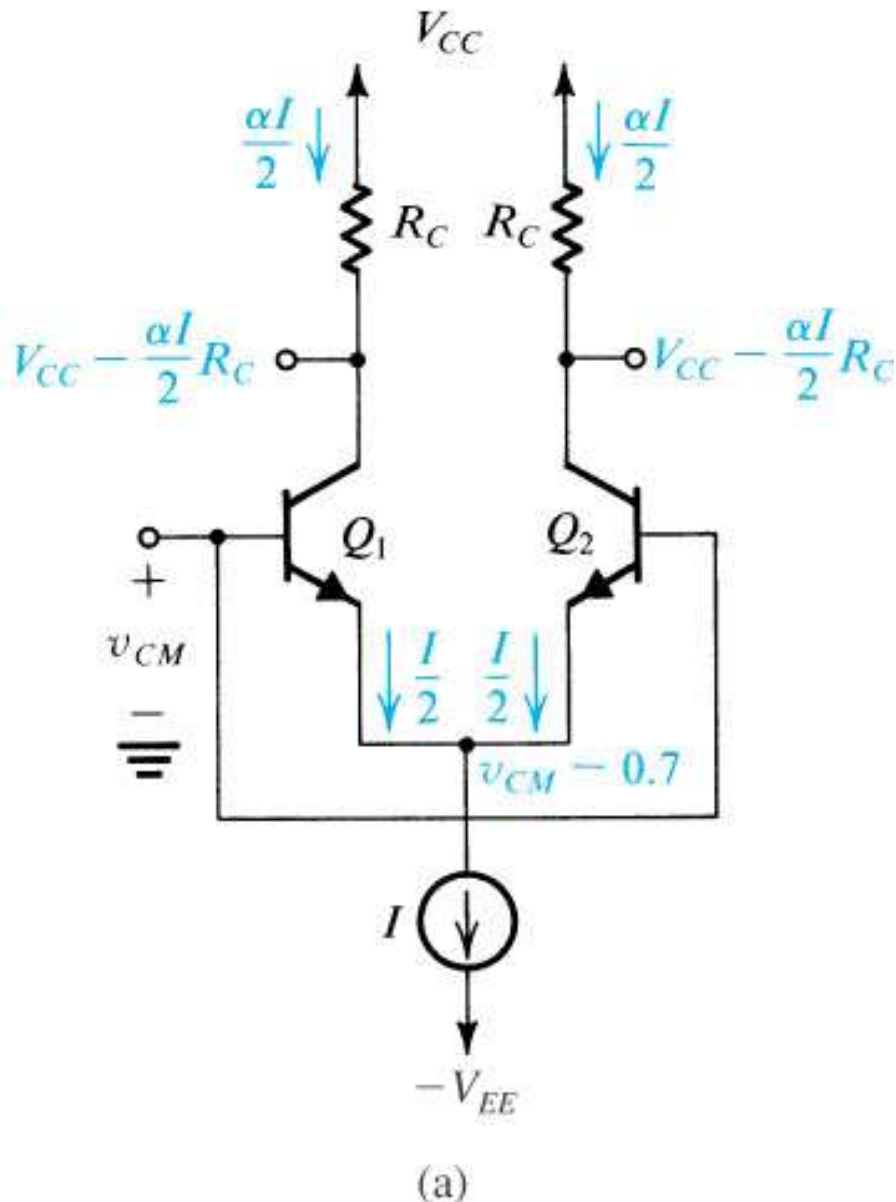 V_CC
αI/2 αI/2
R_C R_C
V_CC − αI/2 R_C V_CC − αI/2 R_C
Q_1 Q_2
+
v_CM
−
I/2 I/2
v_CM − 0.7
I
−V_EE
(a)